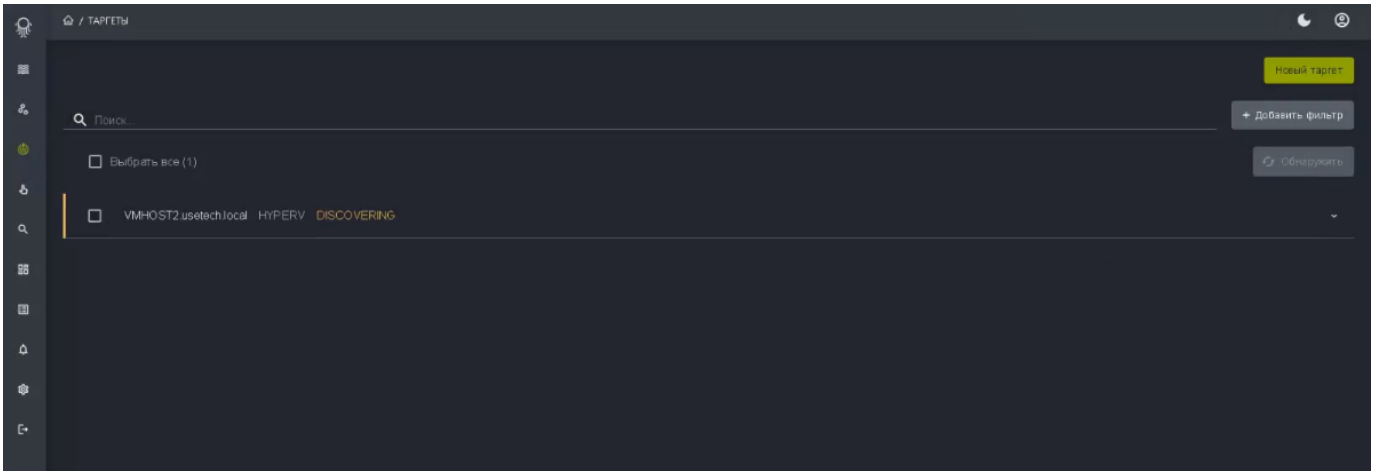 / ТАРГЕТЫ
Новый таргет
Поиск...
+ Добавить фильтр
Выбрать все (1)
Обнаружить
VMHOST2.usetech.local HYPERV DISCOVERING